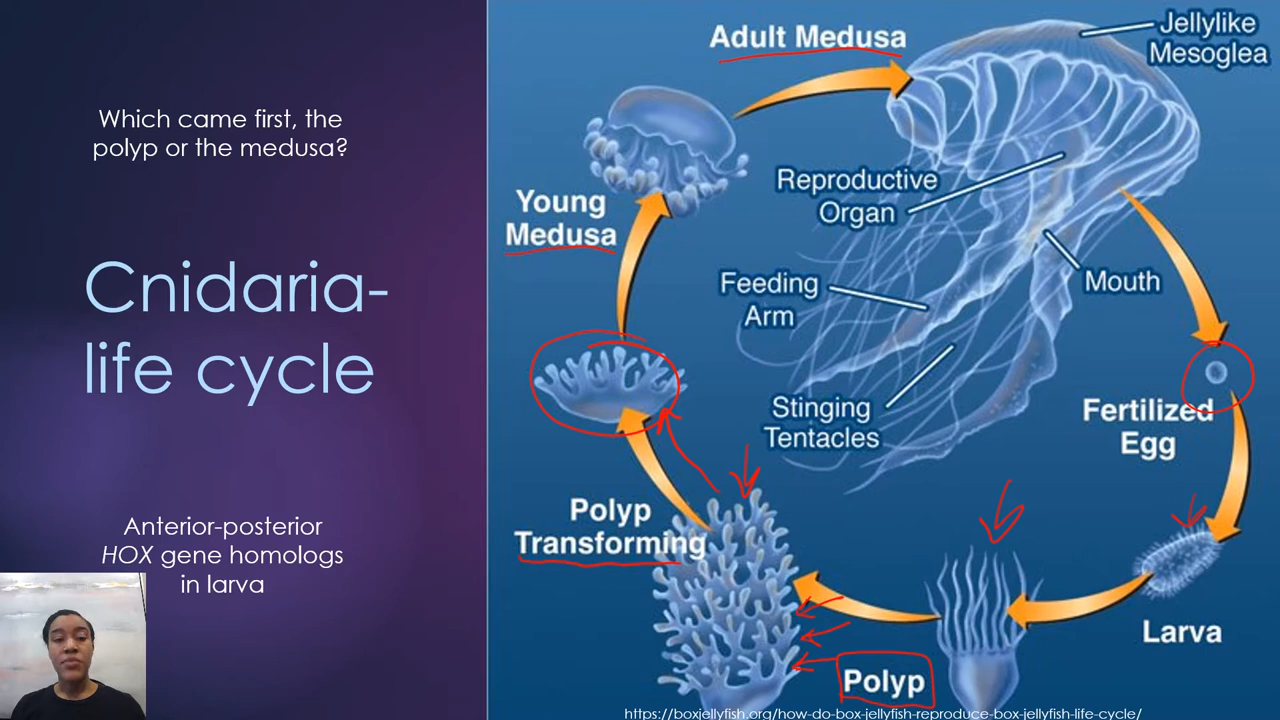 Which came first, the
polyp or the medusa?
Cnidaria-
life cycle
Anterior-posterior
HOX gene homologs
in larva
Adult Medusa
Jellylike
Mesoglea
Reproductive
Organ
Young
Medusa
Mouth
Feeding
Arm
Stinging
Tentacles
Fertilized
Egg
Polyp
Transforming
Larva
Polyp
https://boxjellyfish.org/how-do-box-jellyfish-reproduce-box-jellyfish-life-cycle/